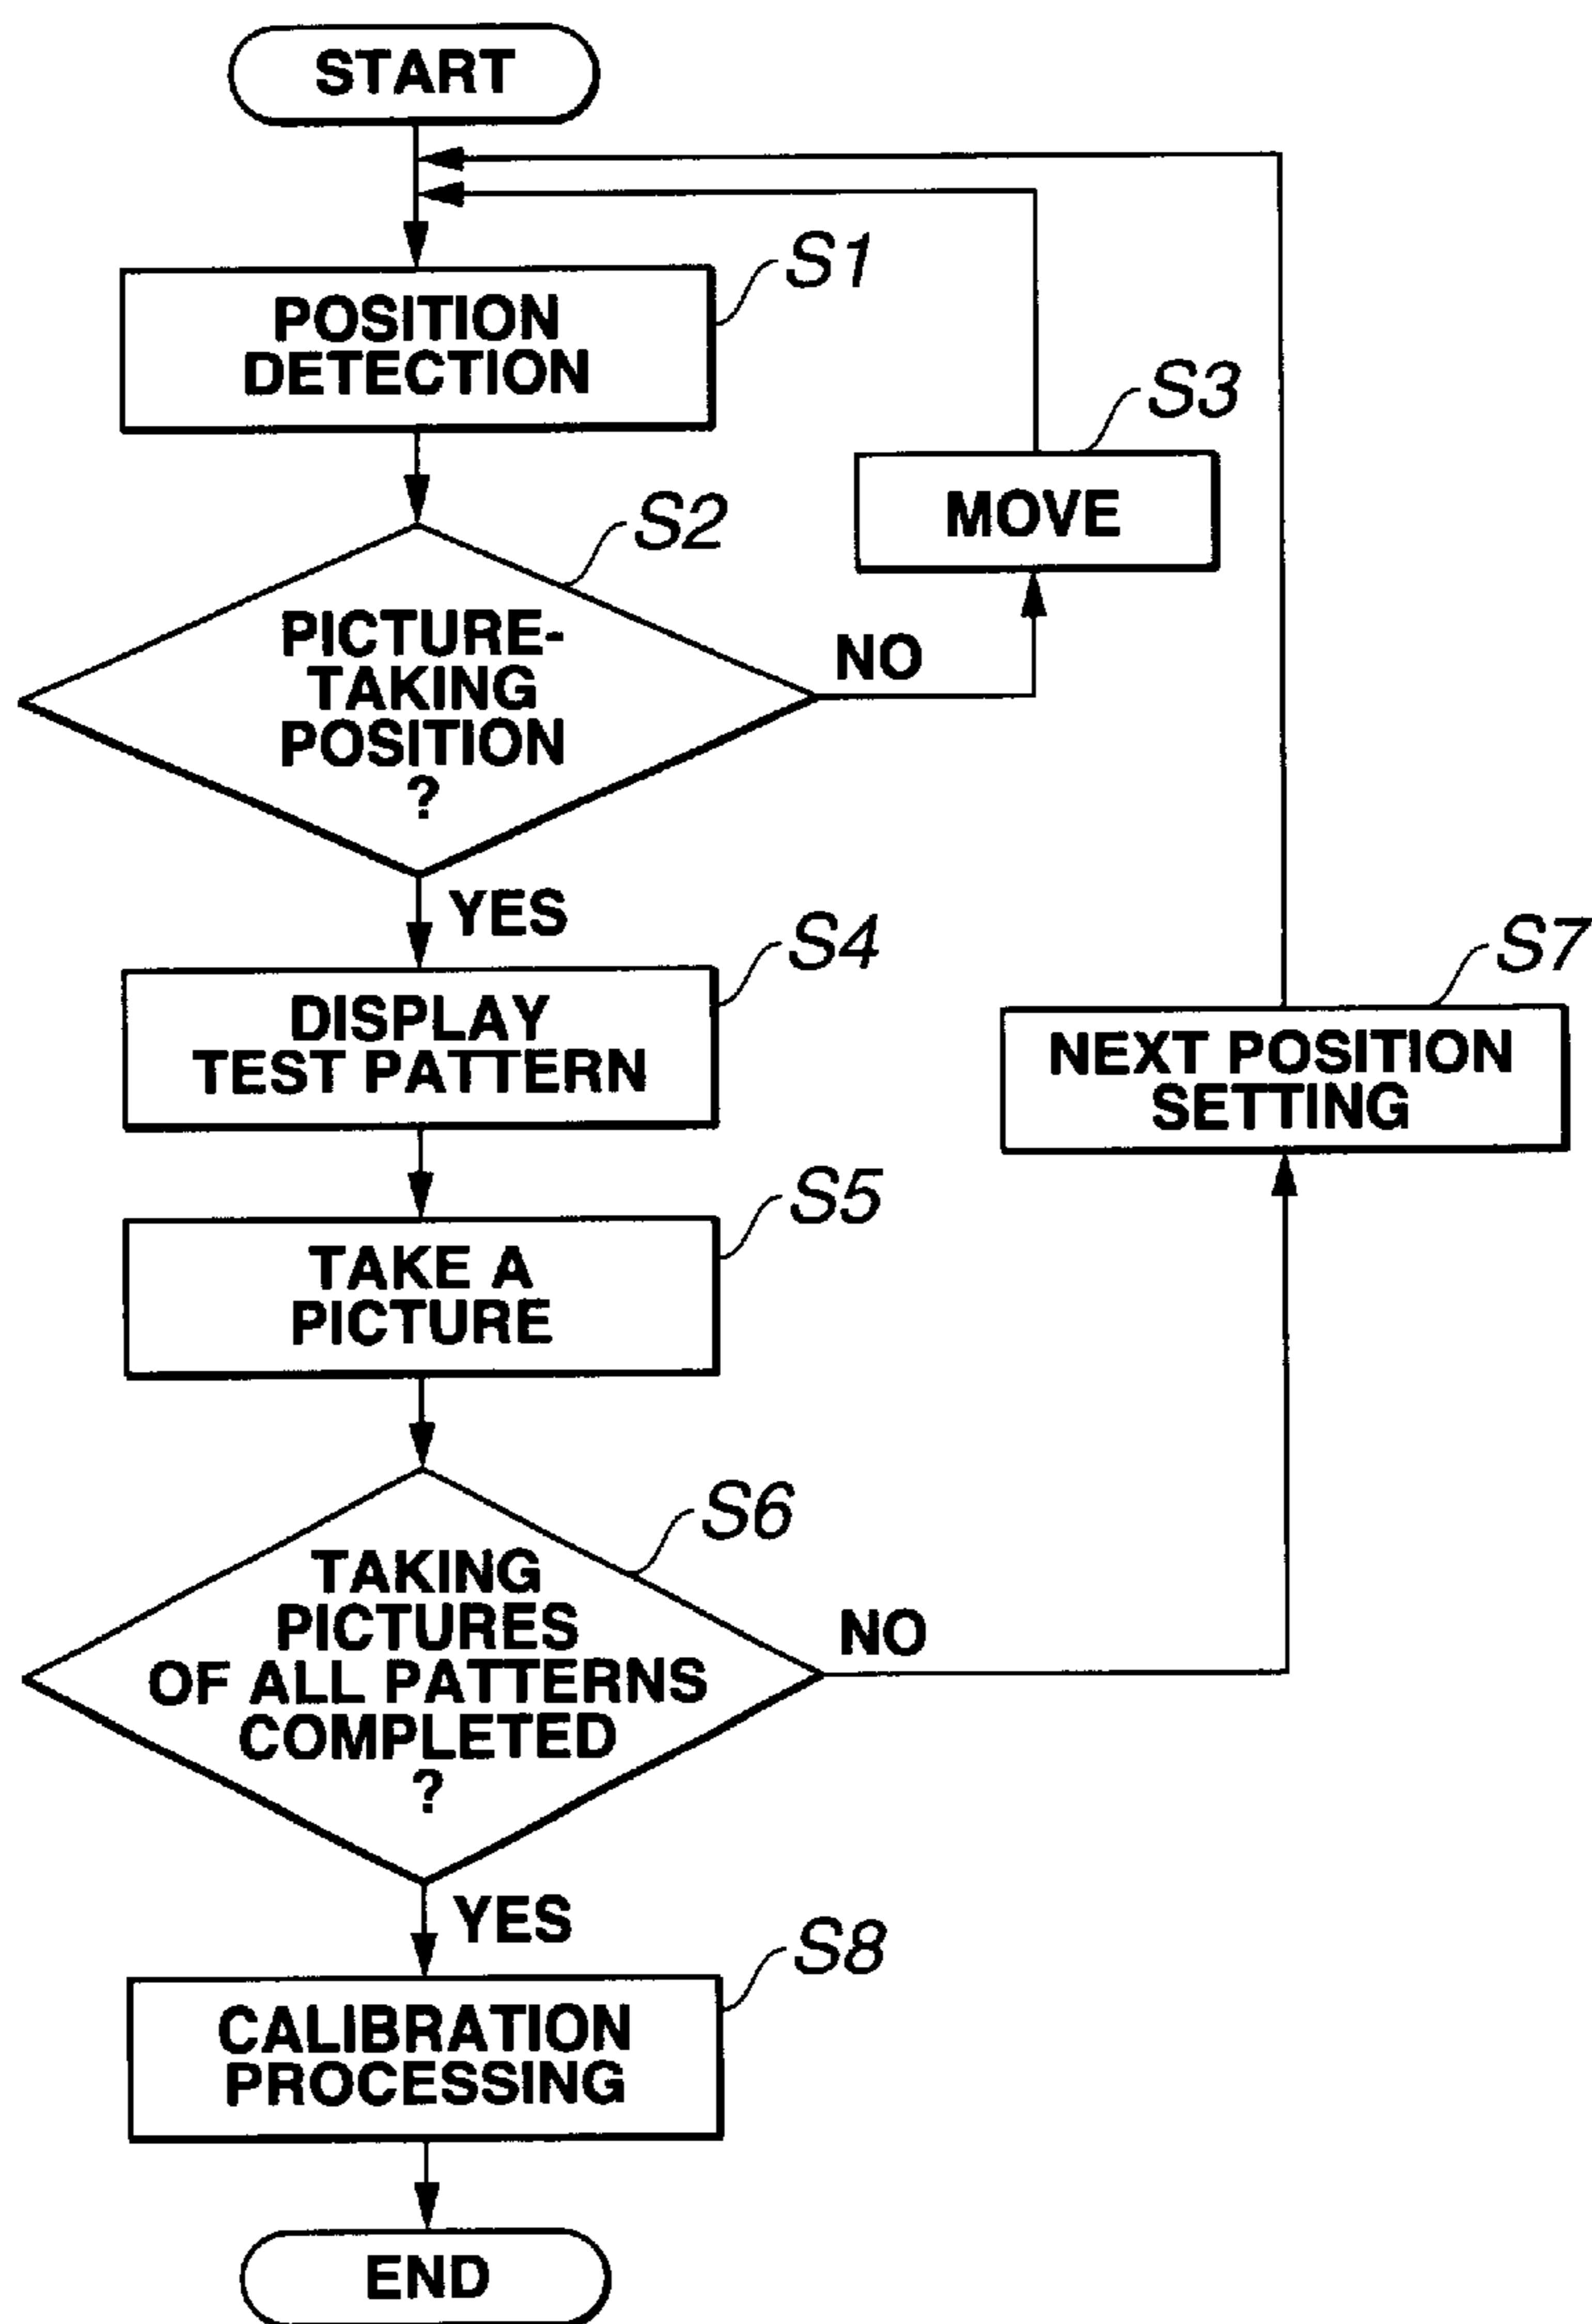 START
S1
POSITION
DETECTION
S3
MOVE
S2
PICTURE-
TAKING
POSITION
?
NO
YES
S4
DISPLAY
TEST PATTERN
S7
NEXT POSITION
SETTING
S5
TAKE A
PICTURE
S6
TAKING
PICTURES
OF ALL PATTERNS
COMPLETED
?
NO
YES
S8
CALIBRATION
PROCESSING
END